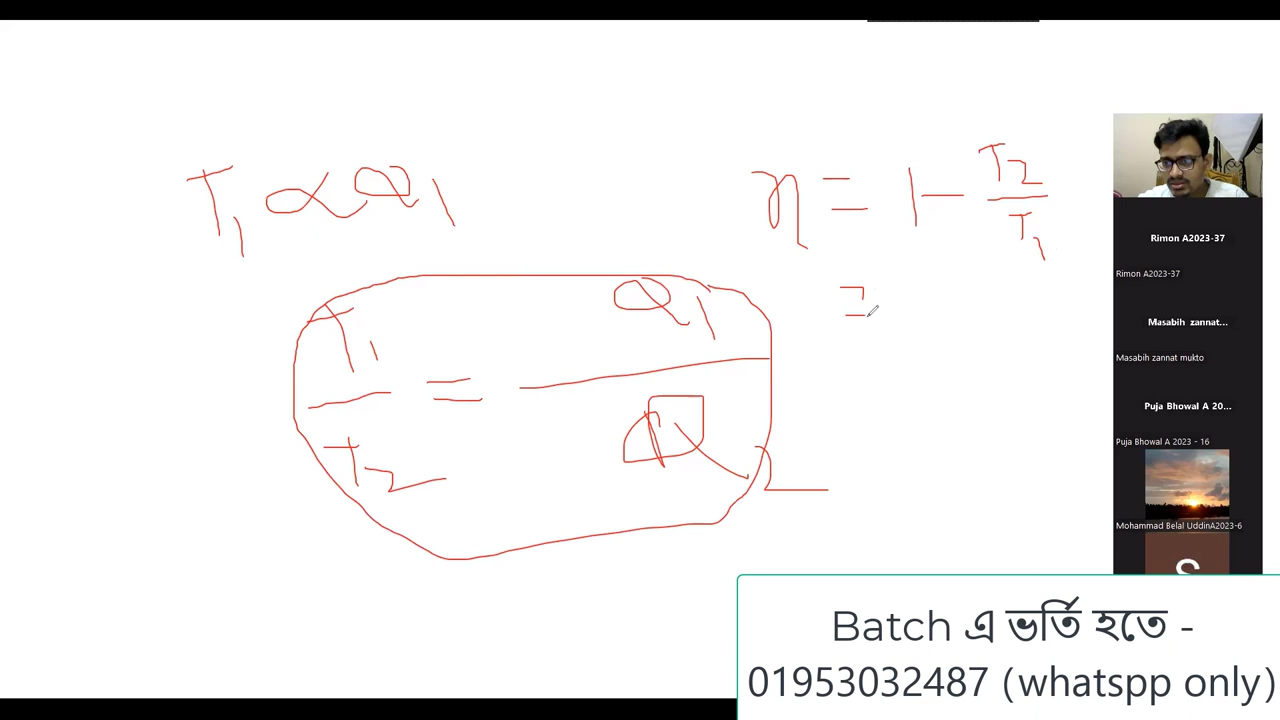 T₁ ∝ Q₁
η = 1 - T₂/T₁
=
T₁/T₂ = Q₁/Q₂
Rimon A2023-37
Rimon A2023-37
Masabih zannat...
Masabih zannat mukto
Puja Bhowal A 20...
Puja Bhowal A 2023 - 16
Mohammad Belal UddinA2023-6
S
Batch এ ভর্তি হতে -
01953032487 (whatspp only)